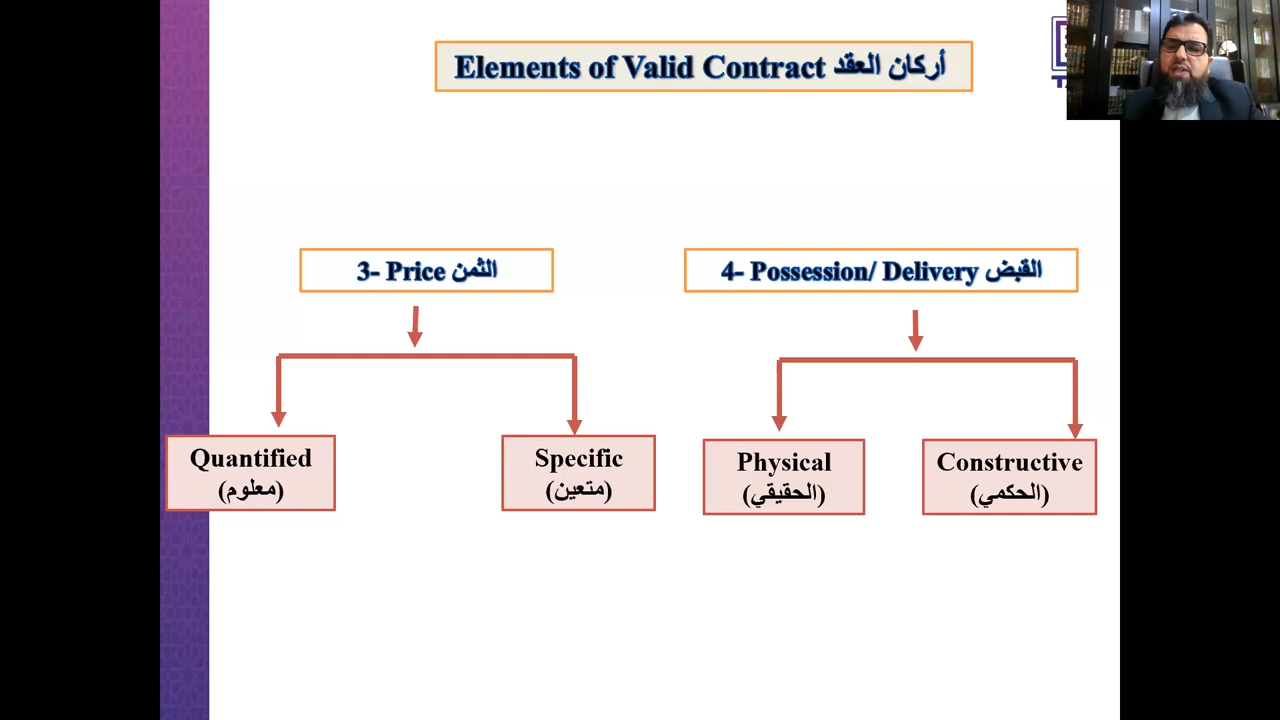 Elements of Valid Contract أركان العقد
3- Price الثمن
4- Possession/ Delivery القبض
Quantified
(معلوم)
Specific
(متعين)
Physical
(الحقيقي)
Constructive
(الحكمي)